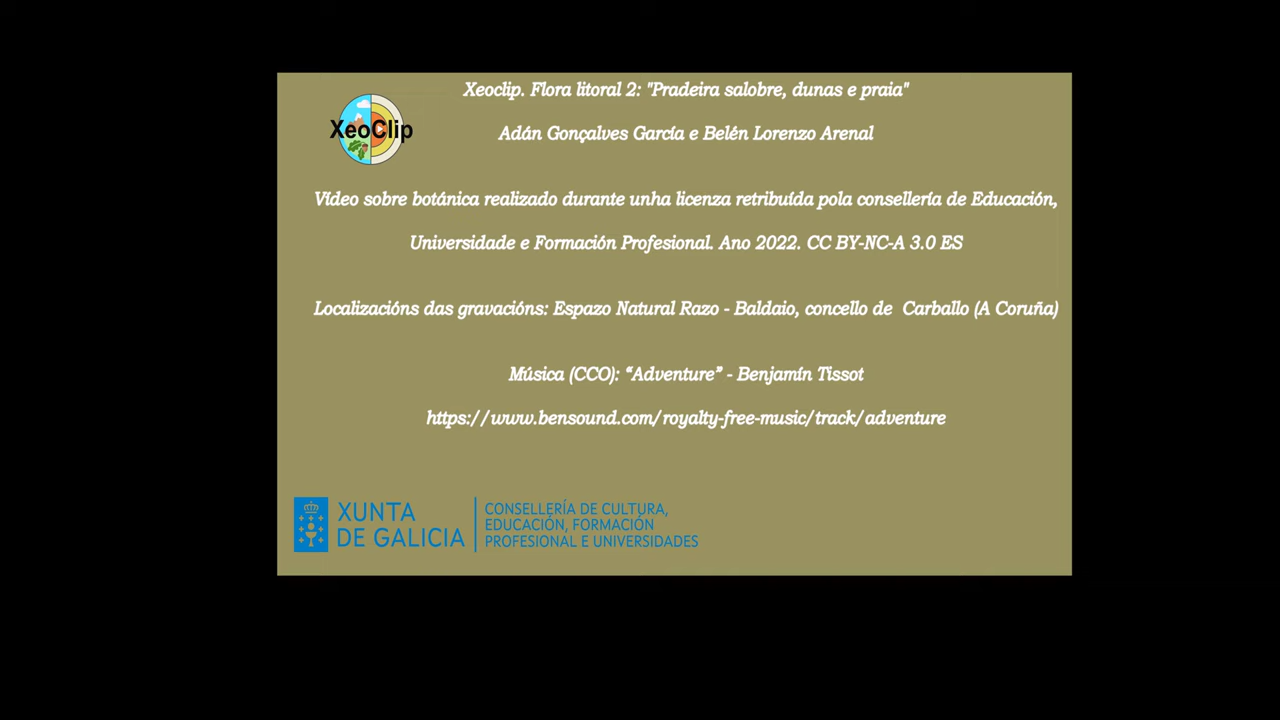 Xeoclip. Flora litoral 2: "Pradeira salobre, dunas e praia"
XeoClip
Adán Gonçalves García e Belén Lorenzo Arenal
Vídeo sobre botánica realizado durante unha licenza retribuída pola consellería de Educación,
Universidade e Formación Profesional. Ano 2022. CC BY-NC-A 3.0 ES
Localizacións das gravacións: Espazo Natural Razo - Baldaio, concello de Carballo (A Coruña)
Música (CCO): “Adventure” - Benjamín Tissot
https://www.bensound.com/royalty-free-music/track/adventure
XUNTA
DE GALICIA
CONSELLERÍA DE CULTURA,
EDUCACIÓN, FORMACIÓN
PROFESIONAL E UNIVERSIDADES